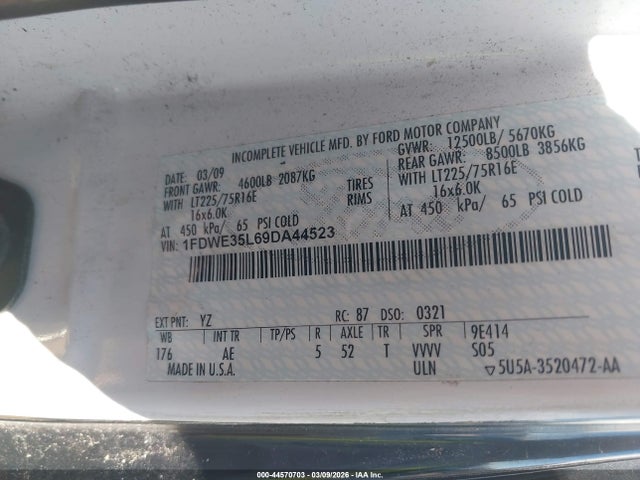 INCOMPLETE VEHICLE MFD. BY FORD MOTOR COMPANY
03/09 GVWR: 12500LB/ 5670KG
FRONT GAWR: 4600LB 2087KG REAR GAWR: 8500LB 3856KG
WITH LT225/75R16E TIRES WITH LT225/75R16E
16x6.0K RIMS 16x6.0K
AT 450 kPa/ 65 PSI COLD AT 450 kPa/ 65 PSI COLD
VIN: 1FDWE35L69DA44523
EXT PNT: YZ RC: 87 DSO: 0321
WB INT TR TP/PS R AXLE TR SPR 9E414
176 AE 5 52 T VVVV S05
MADE IN U.S.A. ULN ▽5U5A-3520472-AA
000-44570703 - 03/09/2026 - IAA Inc.